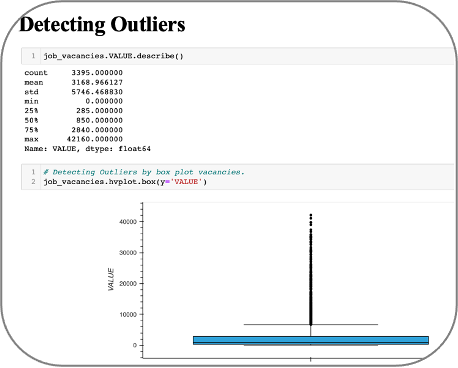 Detecting Outliers
1 job_vacancies.VALUE.describe()
count 3395.000000
mean 3168.966127
std 5746.468830
min 0.000000
25% 285.000000
50% 850.000000
75% 2840.000000
max 42160.000000
Name: VALUE, dtype: float64
1 # Detecting Outliers by box plot vacancies.
2 job_vacancies.hvplot.box(y='VALUE')
40000
30000
VALUE
20000
10000
0